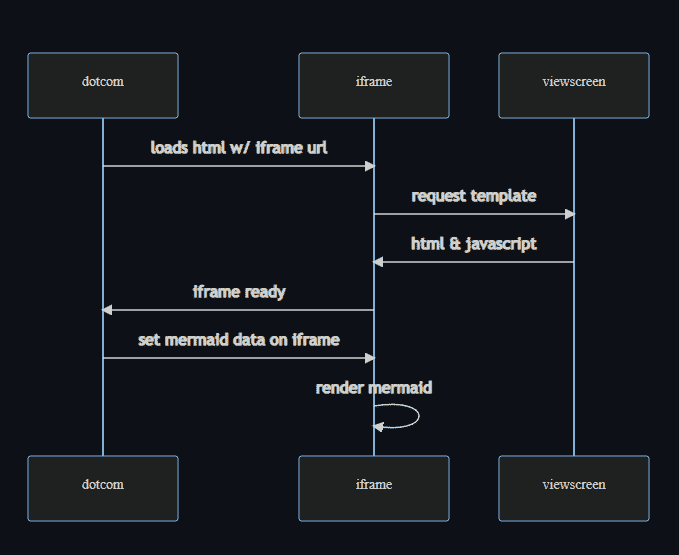 dotcom
iframe
viewscreen
loads html w/ iframe url
request template
html & javascript
iframe ready
set mermaid data on iframe
render mermaid
dotcom
iframe
viewscreen